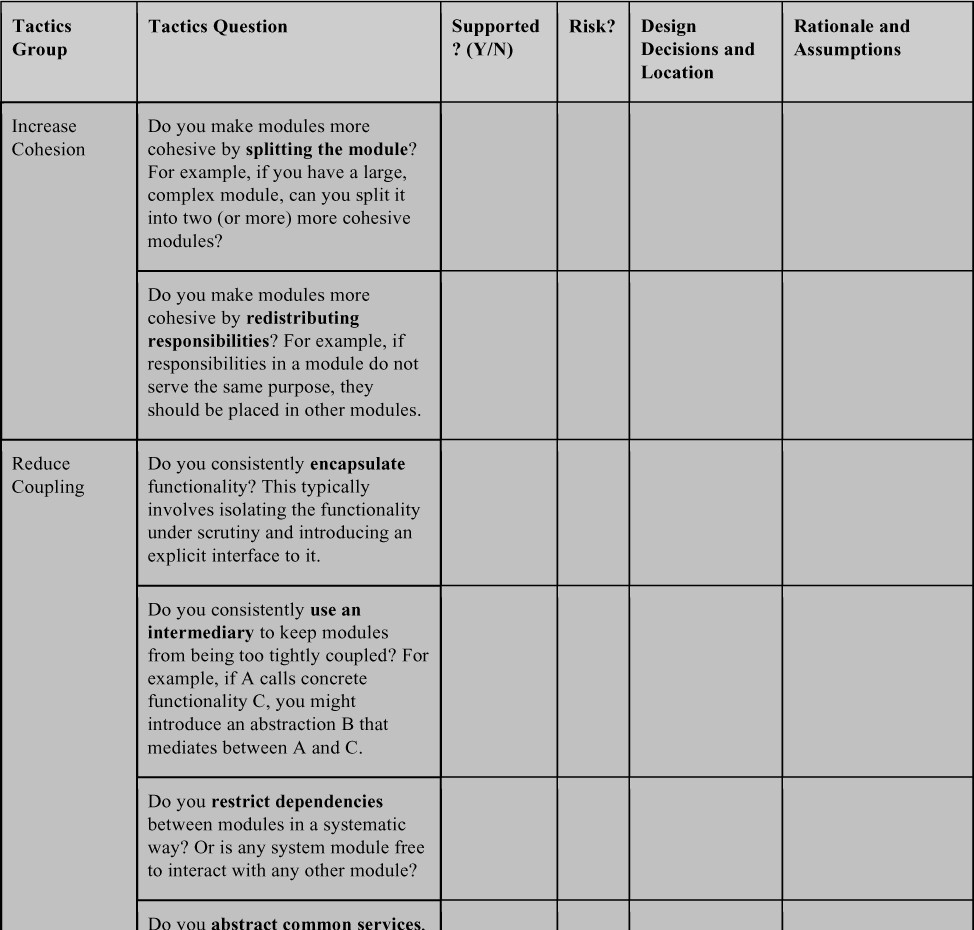 Tactics
Group
Tactics Question
Supported
? (Y/N)
Risk?
Design
Decisions and
Location
Rationale and
Assumptions
Increase
Cohesion
Do you make modules more
cohesive by splitting the module?
For example, if you have a large,
complex module, can you split it
into two (or more) more cohesive
modules?
Do you make modules more
cohesive by redistributing
responsibilities? For example, if
responsibilities in a module do not
serve the same purpose, they
should be placed in other modules.
Reduce
Coupling
Do you consistently encapsulate
functionality? This typically
involves isolating the functionality
under scrutiny and introducing an
explicit interface to it.
Do you consistently use an
intermediary to keep modules
from being too tightly coupled? For
example, if A calls concrete
functionality C, you might
introduce an abstraction B that
mediates between A and C.
Do you restrict dependencies
between modules in a systematic
way? Or is any system module free
to interact with any other module?
Do you abstract common services,